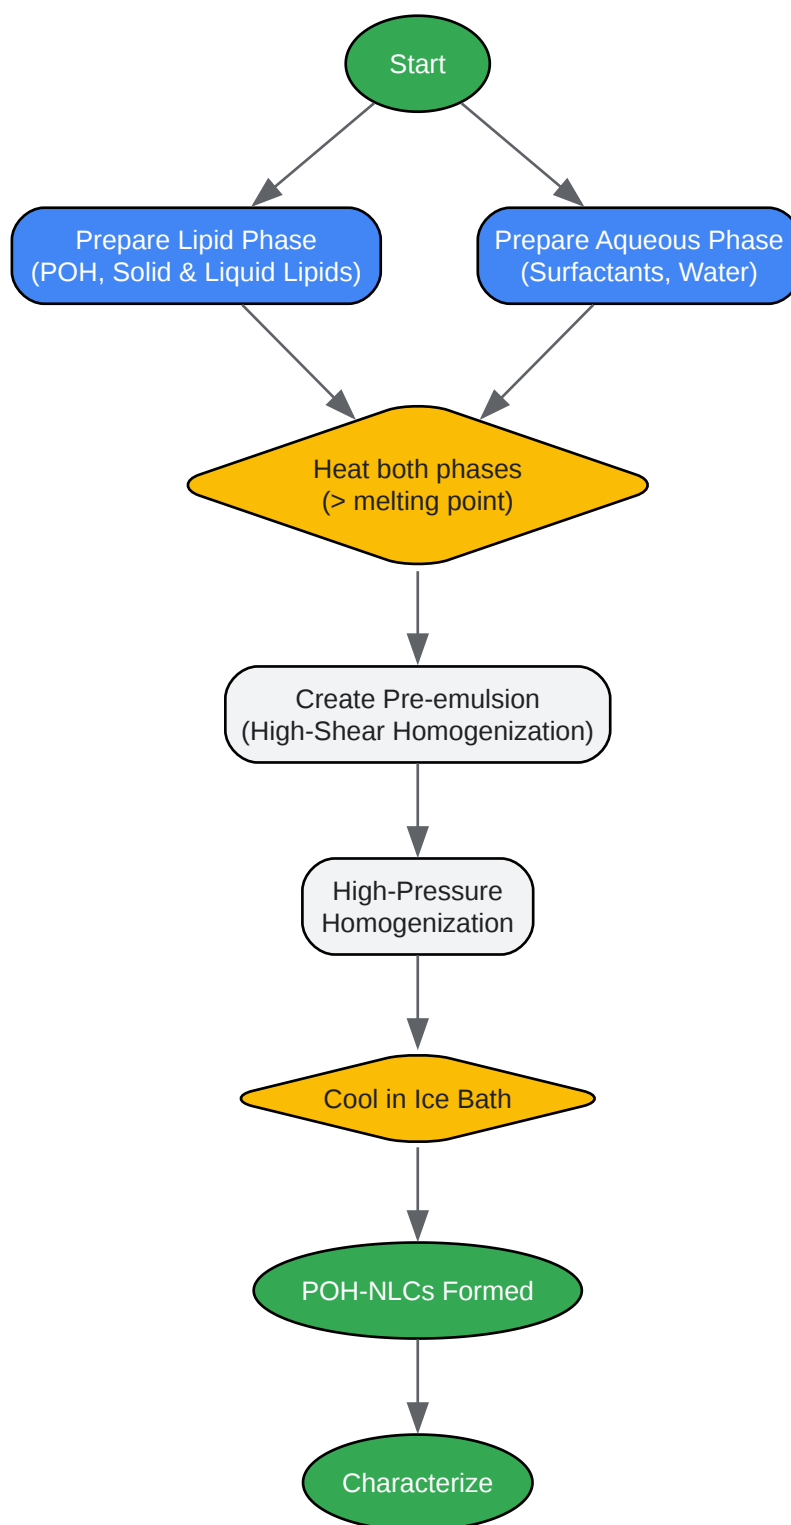 Start
Prepare Lipid Phase
(POH, Solid & Liquid Lipids)
Prepare Aqueous Phase
(Surfactants, Water)
Heat both phases
(> melting point)
Create Pre-emulsion
(High-Shear Homogenization)
High-Pressure
Homogenization
Cool in Ice Bath
POH-NLCs Formed
Characterize